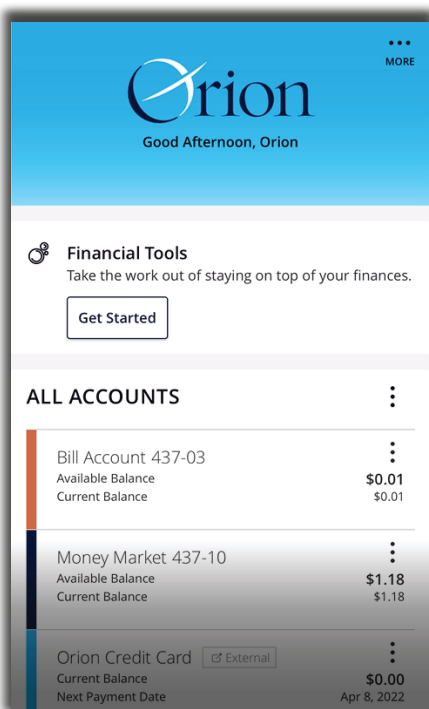 MORE
Orion
Good Afternoon, Orion
Financial Tools
Take the work out of staying on top of your finances.
Get Started
ALL ACCOUNTS
Bill Account 437-03
Available Balance $0.01
Current Balance $0.01
Money Market 437-10
Available Balance $1.18
Current Balance $1.18
Orion Credit Card External
Current Balance $0.00
Next Payment Date Apr 8, 2022